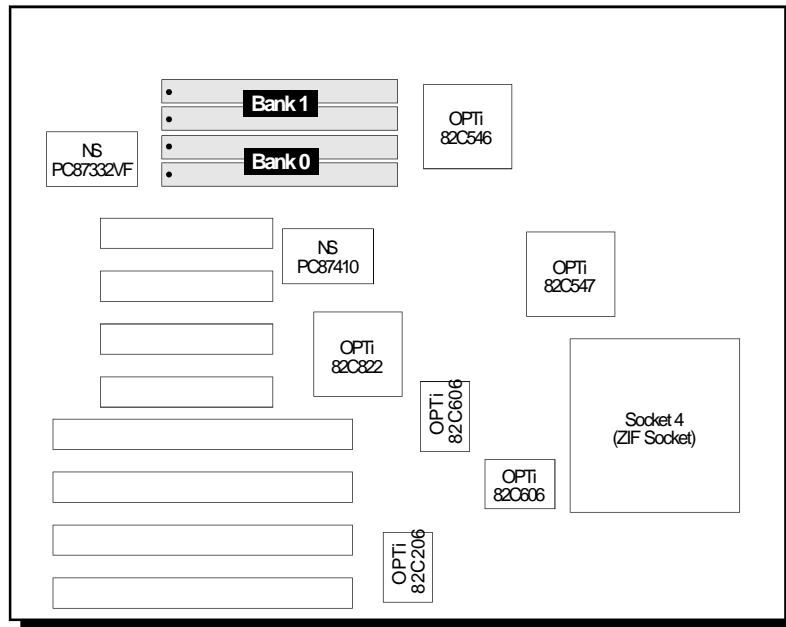 Bank 1
OPTi
82C546
NS
PC87332VF
Bank 0
NS
PC87410
OPTi
82C547
OPTi
82C822
OPTi
82C606
Socket 4
(ZIF Socket)
OPTi
82C606
OPTi
82C206